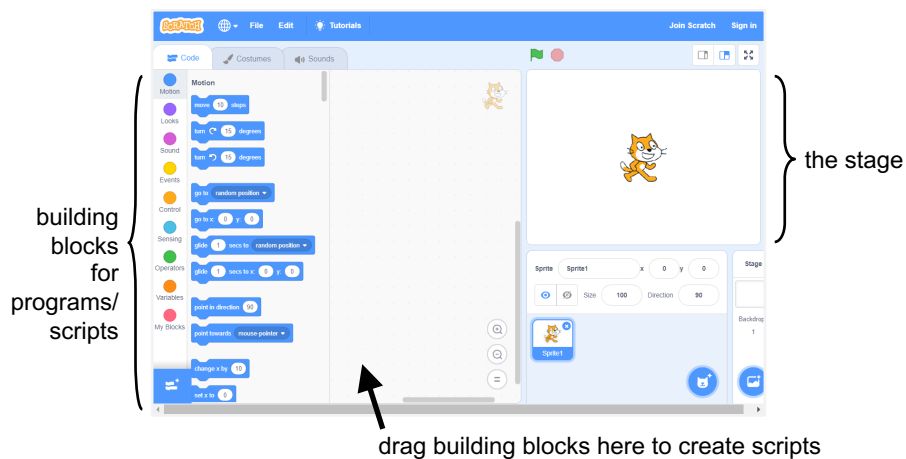 SCRATCH File Edit Tutorials Join Scratch Sign in
Code Costumes Sounds
Motion
Looks
Sound
Events
Control
Sensing
Operators
Variables
My Blocks
Motion
move 10 steps
turn 15 degrees
turn 15 degrees
go to random position
go to x: 0 y: 0
glide 1 secs to random position
glide 1 secs to x: 0 y: 0
point in direction 90
point towards mouse-pointer
change x by 10
set x to 0
Sprite Sprite1 x 0 y 0
Size 100 Direction 90
Sprite1
Stage
Backdrop
1
building
blocks
for
programs/
scripts
the stage
drag building blocks here to create scripts